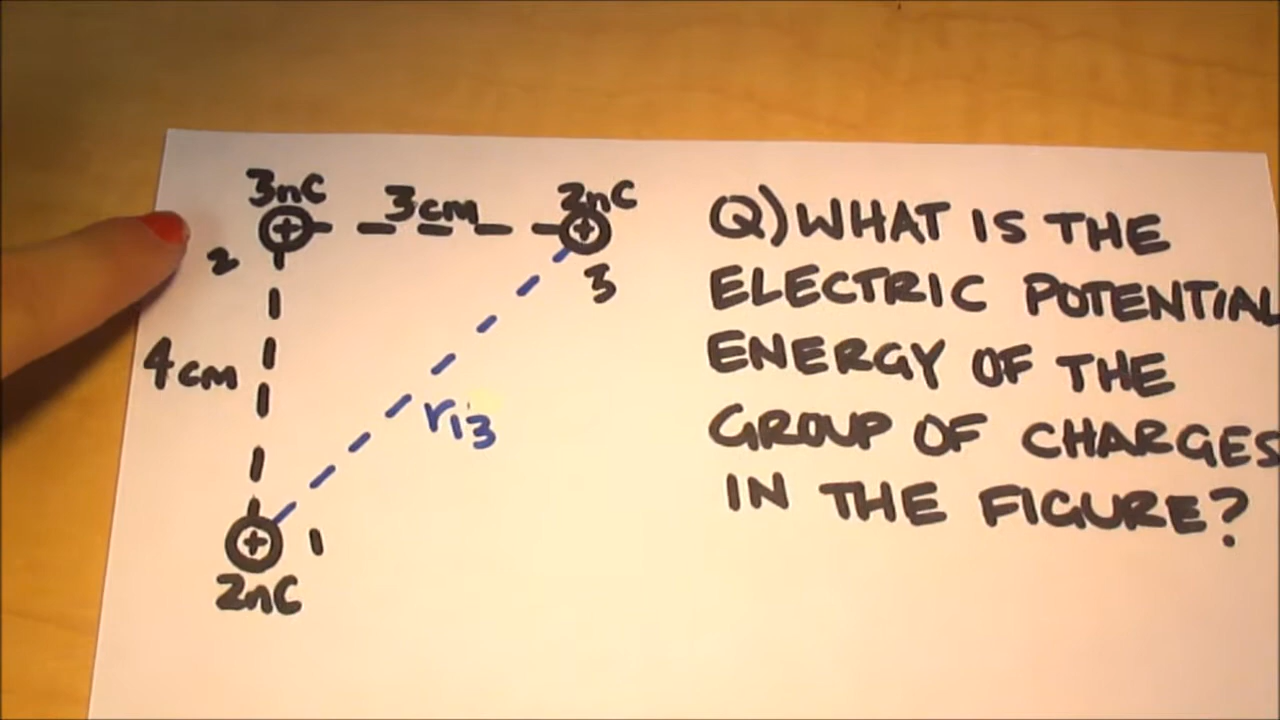 3nC
3cm
2nC
2
3
4cm
r13
1
2nC
Q) WHAT IS THE
ELECTRIC POTENTIAL
ENERGY OF THE
GROUP OF CHARGES
IN THE FIGURE?